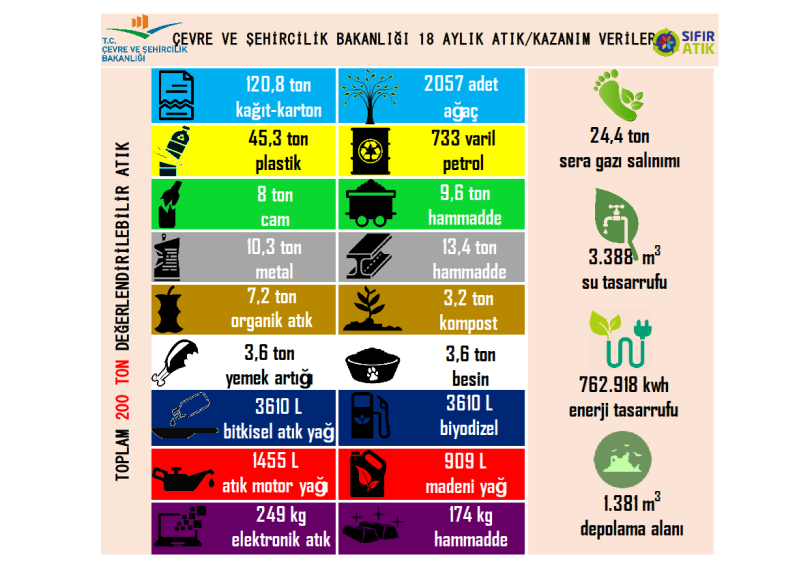 T.C.
ÇEVRE VE ŞEHİRCİLİK
BAKANLIĞI
ÇEVRE VE ŞEHİRCİLİK BAKANLIĞI 18 AYLIK ATIK/KAZANIM VERİLER
SIFIR
ATIK
TOPLAM 200 TON DEĞERLENDİRİLEBİLİR ATIK
120,8 ton
kağıt-karton
2057 adet
ağaç
45,3 ton
plastik
733 varil
petrol
8 ton
cam
9,6 ton
hammadde
10,3 ton
metal
13,4 ton
hammadde
7,2 ton
organik atık
3,2 ton
kompost
3,6 ton
yemek artığı
3,6 ton
besin
3610 L
bitkisel atık yağ
3610 L
biyodizel
1455 L
atık motor yağı
909 L
madeni yağ
249 kg
elektronik atık
174 kg
hammadde
24,4 ton
sera gazı salınımı
3.388 m³
su tasarrufu
762.918 kwh
enerji tasarrufu
1.381 m³
depolama alanı